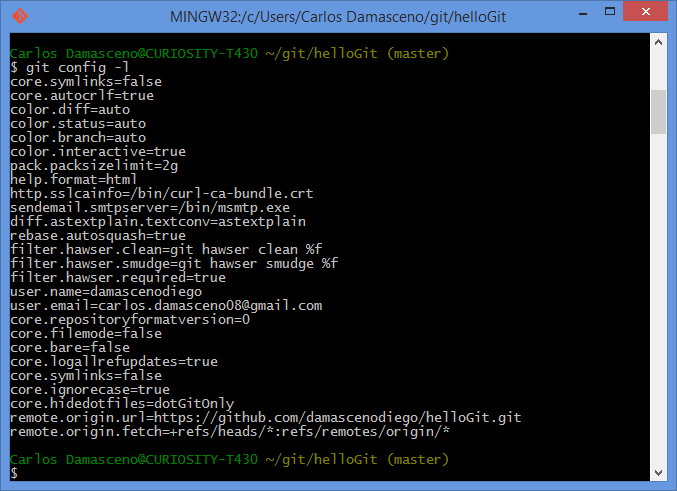 MINGW32:/c/Users/Carlos Damasceno/git/helloGit
Carlos Damasceno@CURIOSITY-T430 ~/git/helloGit (master)
$ git config -l
core.symlinks=false
core.autocrlf=true
color.diff=auto
color.status=auto
color.branch=auto
color.interactive=true
pack.packsizelimit=2g
help.format=html
http.sslcainfo=/bin/curl-ca-bundle.crt
sendemail.smtpserver=/bin/msmtp.exe
diff.astextplain.textconv=astextplain
rebase.autosquash=true
filter.hawser.clean=git hawser clean %f
filter.hawser.smudge=git hawser smudge %f
filter.hawser.required=true
user.name=damascenodiego
user.email=carlos.damasceno08@gmail.com
core.repositoryformatversion=0
core.filemode=false
core.bare=false
core.logallrefupdates=true
core.symlinks=false
core.ignorecase=true
core.hidedotfiles=dotGitOnly
remote.origin.url=https://github.com/damascenodiego/helloGit.git
remote.origin.fetch=+refs/heads/*:refs/remotes/origin/*
Carlos Damasceno@CURIOSITY-T430 ~/git/helloGit (master)
$